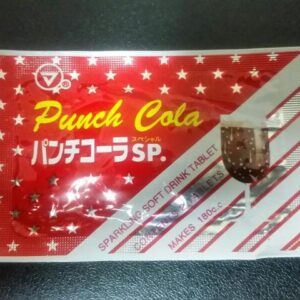 Punch Cola
スペシャル
パンチコーラSP.
SPARKLING SOFT DRINK TABLET
TABLETS
MAKES 180c.c